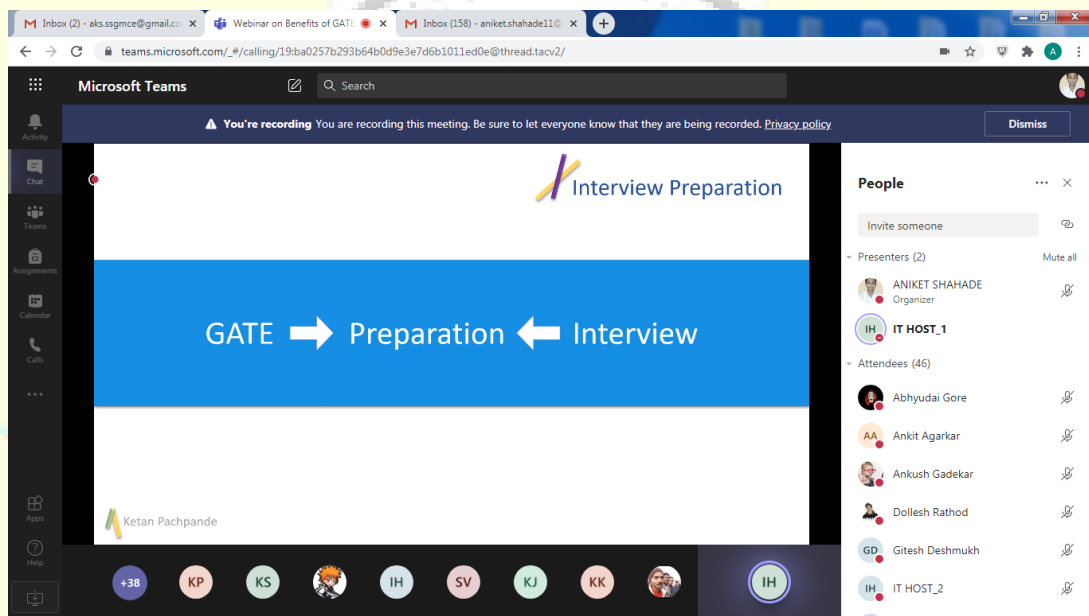 Inbox (2) - aks.ssgmce@gmail.co
Webinar on Benefits of GATE
Inbox (158) - aniket.shahade11@
teams.microsoft.com/_#/calling/19:ba0257b293b64b0d9e3e7d6b1011ed0e@thread.tacv2/
A
Microsoft Teams
Search
You're recording You are recording this meeting. Be sure to let everyone know that they are being recorded. Privacy policy
Dismiss
Activity
Chat
Teams
Assignments
Calendar
Calls
Apps
Help
Interview Preparation
GATE Preparation Interview
Ketan Pachpande
+38
KP
KS
IH
SV
KJ
KK
IH
People
Invite someone
Presenters (2)
Mute all
ANIKET SHAHADE
Organizer
IH IT HOST_1
Attendees (46)
Abhyudai Gore
AA Ankit Agarkar
Ankush Gadekar
Dollesh Rathod
GD Gitesh Deshmukh
IH IT HOST_2